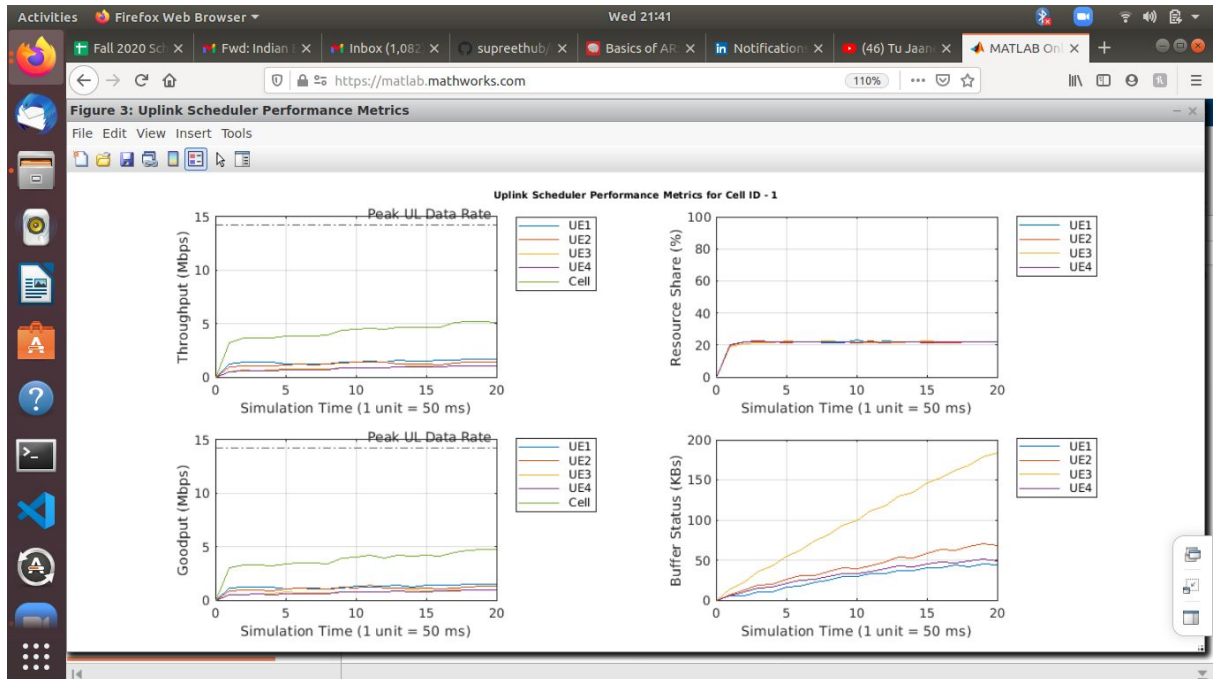 Activities Firefox Web Browser Wed 21:41
Fall 2020 Sch Fwd: Indian Inbox (1,082 supreethub/ Basics of AR Notification (46) Tu Jaan MATLAB Onl
https://matlab.mathworks.com 110%
Figure 3: Uplink Scheduler Performance Metrics
File Edit View Insert Tools
Uplink Scheduler Performance Metrics for Cell ID - 1
Peak UL Data Rate
Throughput (Mbps)
15
10
5
0
0 5 10 15 20
Simulation Time (1 unit = 50 ms)
UE1
UE2
UE3
UE4
Cell
Resource Share (%)
100
80
60
40
20
0
0 5 10 15 20
Simulation Time (1 unit = 50 ms)
UE1
UE2
UE3
UE4
Peak UL Data Rate
Goodput (Mbps)
15
10
5
0
0 5 10 15 20
Simulation Time (1 unit = 50 ms)
UE1
UE2
UE3
UE4
Cell
Buffer Status (KBs)
200
150
100
50
0
0 5 10 15 20
Simulation Time (1 unit = 50 ms)
UE1
UE2
UE3
UE4